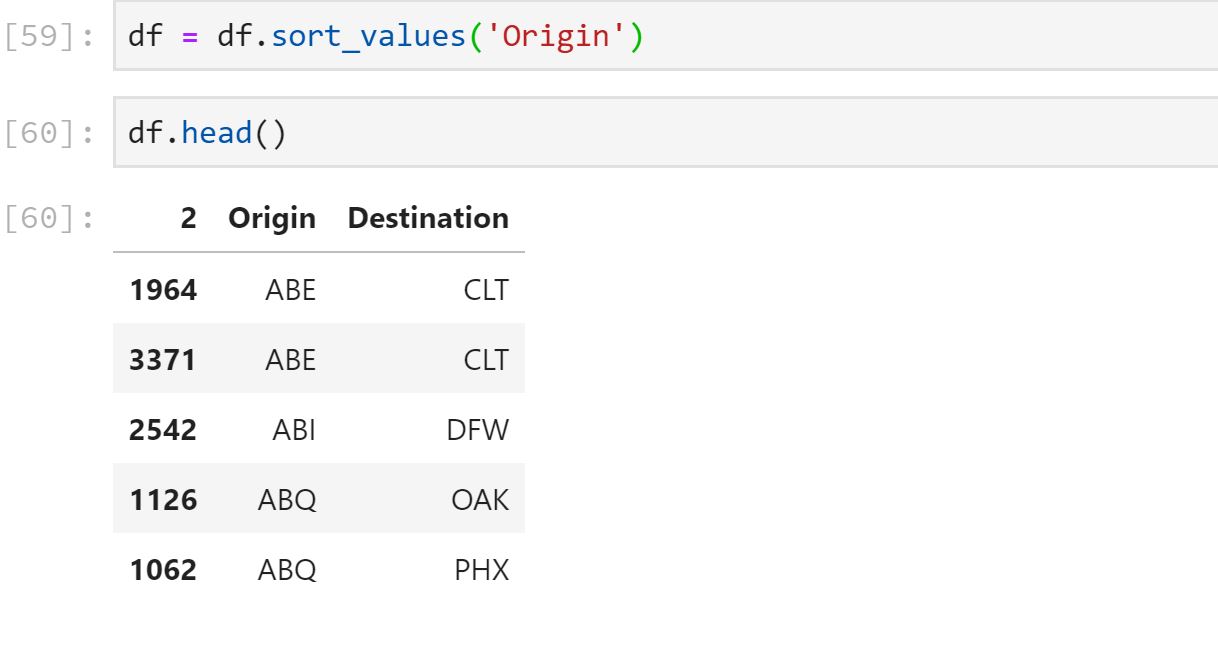 [59]: df = df.sort_values('Origin')
[60]: df.head()
[60]: 2 Origin Destination
1964 ABE CLT
3371 ABE CLT
2542 ABI DFW
1126 ABQ OAK
1062 ABQ PHX